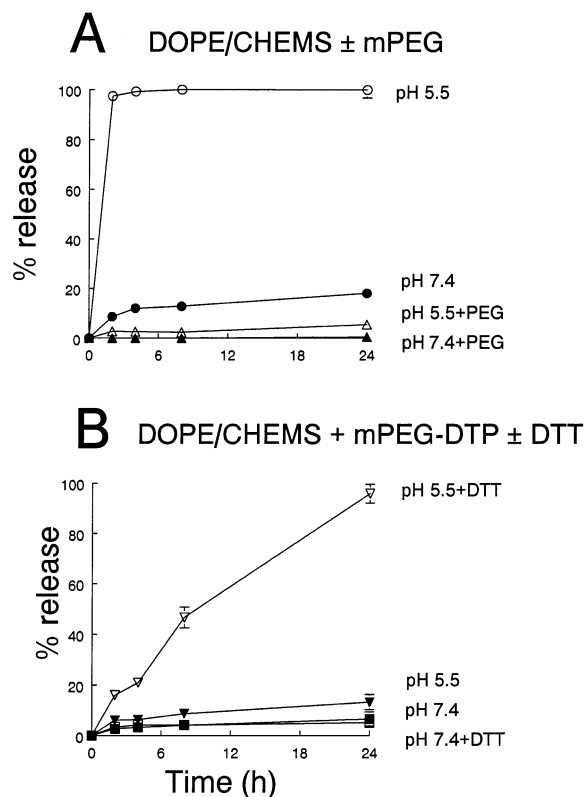 A DOPE/CHEMS ± mPEG
100
80
60
40
20
0
% release
0 6 12 18 24
pH 5.5
pH 7.4
pH 5.5+PEG
pH 7.4+PEG
B DOPE/CHEMS + mPEG-DTP ± DTT
100
80
60
40
20
0
% release
0 6 12 18 24
pH 5.5+DTT
pH 5.5
pH 7.4
pH 7.4+DTT
Time (h)